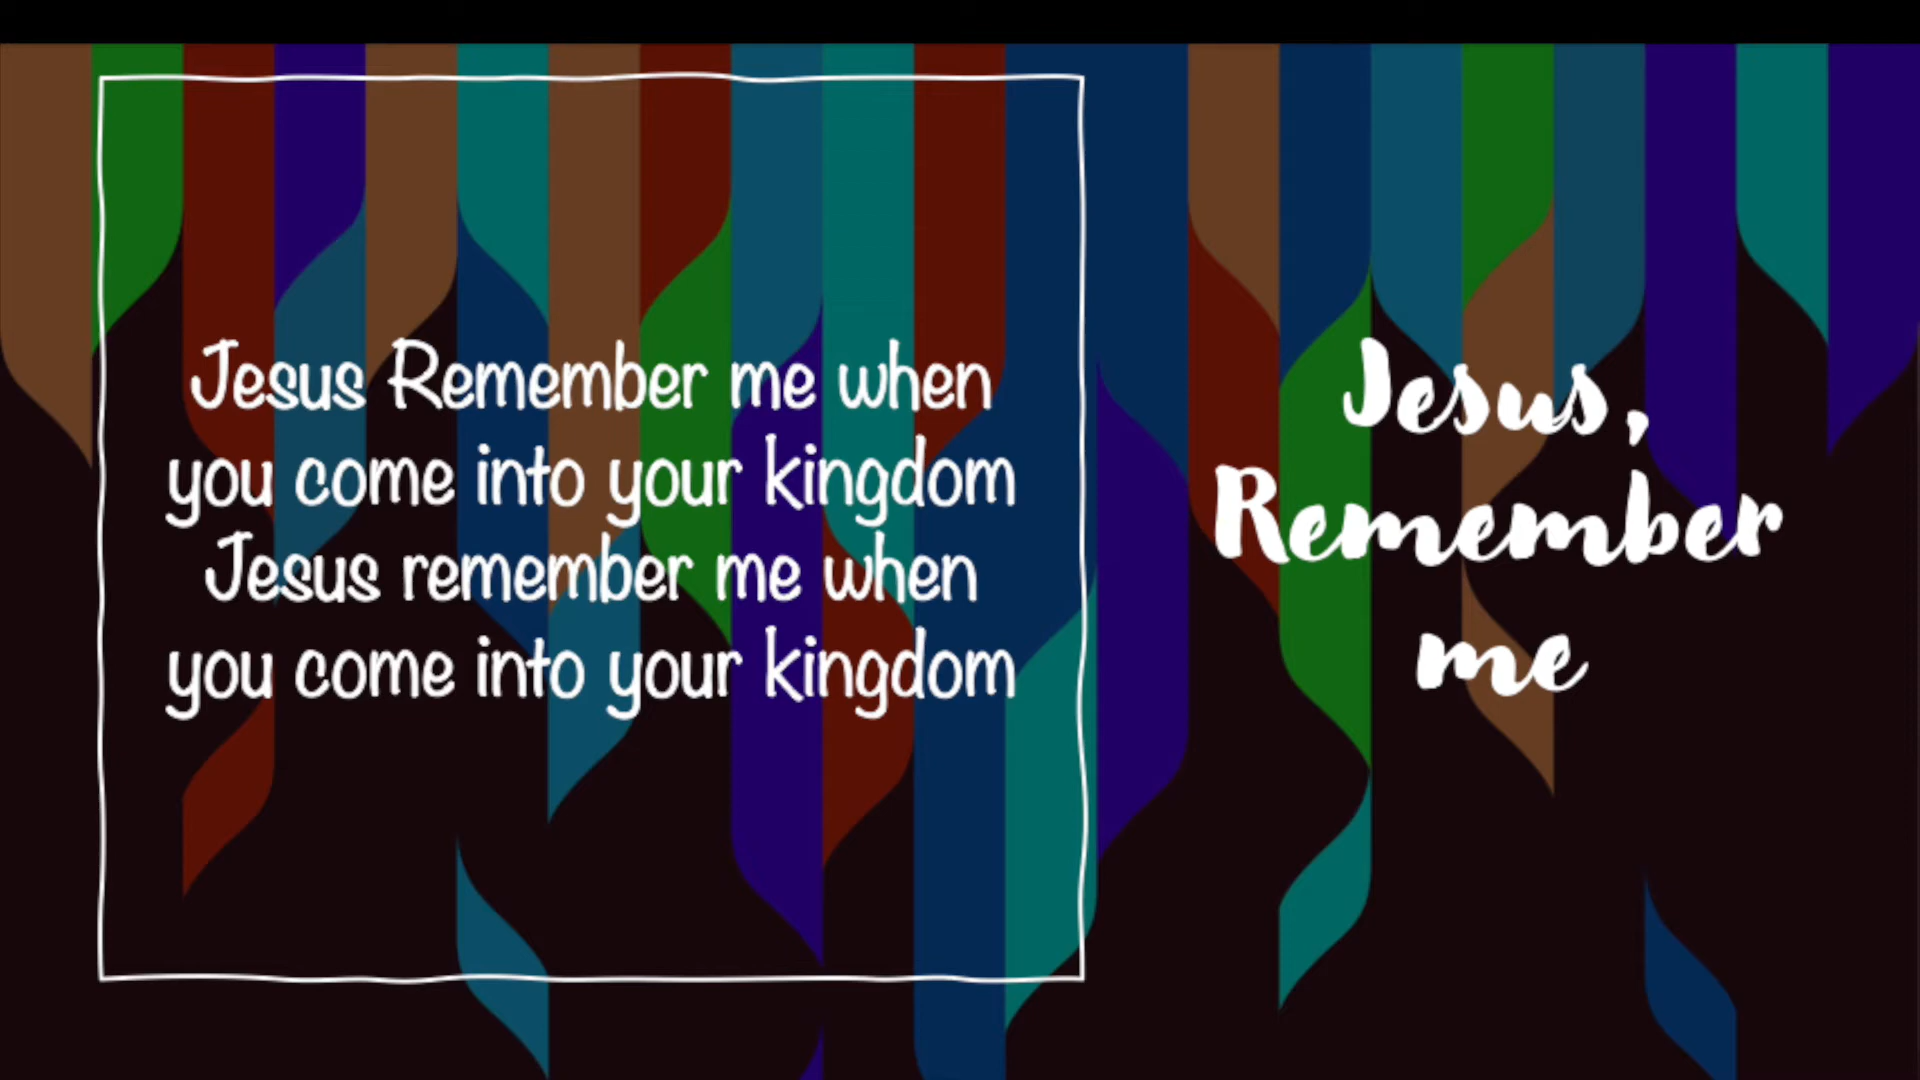 Jesus Remember me when
you come into your kingdom
Jesus remember me when
you come into your kingdom
Jesus,
Remember
me